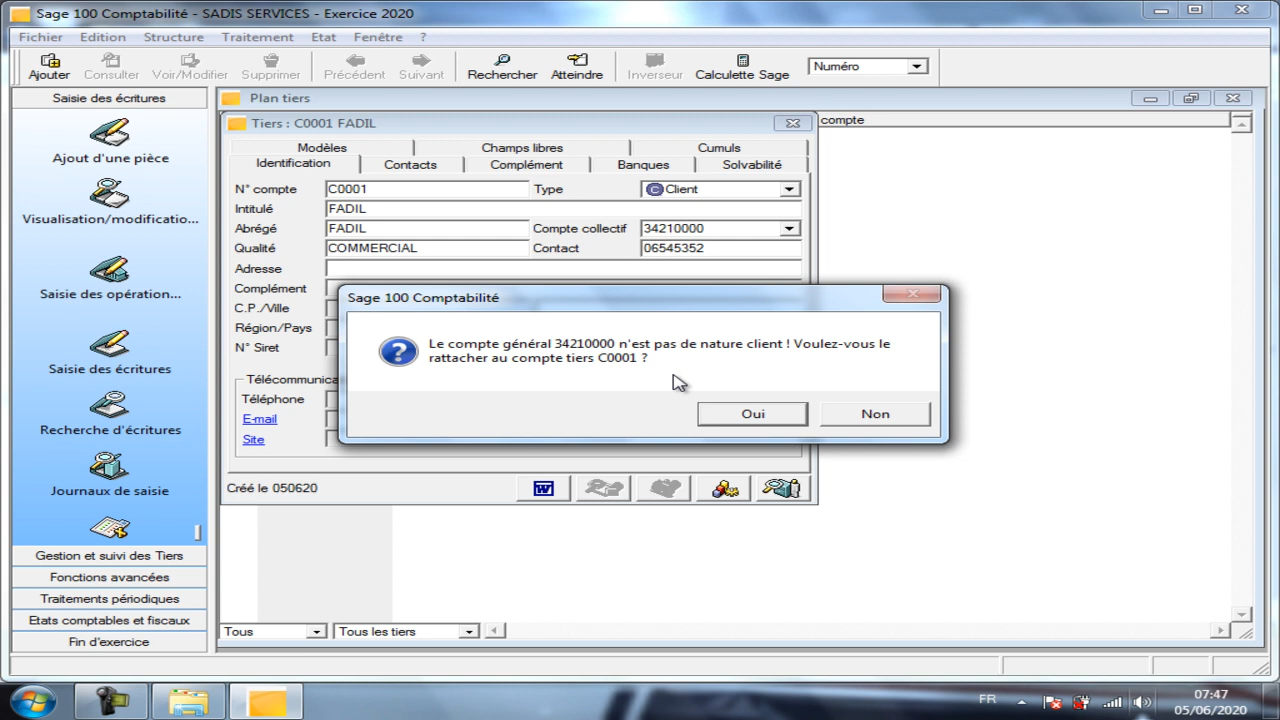 Sage 100 Comptabilité - SADIS SERVICES - Exercice 2020
Fichier Edition Structure Traitement Etat Fenêtre ?
Ajouter Consulter Voir/Modifier Supprimer Précédent Suivant Rechercher Atteindre Inverseur Calculette Sage Numéro
Saisie des écritures
Ajout d'une pièce
Visualisation/modificatio...
Saisie des opération...
Saisie des écritures
Recherche d'écritures
Journaux de saisie
Gestion et suivi des Tiers
Fonctions avancées
Traitements périodiques
Etats comptables et fiscaux
Fin d'exercice
Plan tiers
compte
Tiers : C0001 FADIL
Modèles Champs libres Cumuls
Identification Contacts Complément Banques Solvabilité
N° compte C0001 Type C Client
Intitulé FADIL
Abrégé FADIL Compte collectif 34210000
Qualité COMMERCIAL Contact 06545352
Adresse
Complément
C.P./Ville
Région/Pays
N° Siret
Télécommunica
Téléphone
E-mail
Site
Créé le 050620
Sage 100 Comptabilité
Le compte général 34210000 n'est pas de nature client ! Voulez-vous le
rattacher au compte tiers C0001 ?
Oui Non
Tous Tous les tiers
FR
07:47
05/06/2020